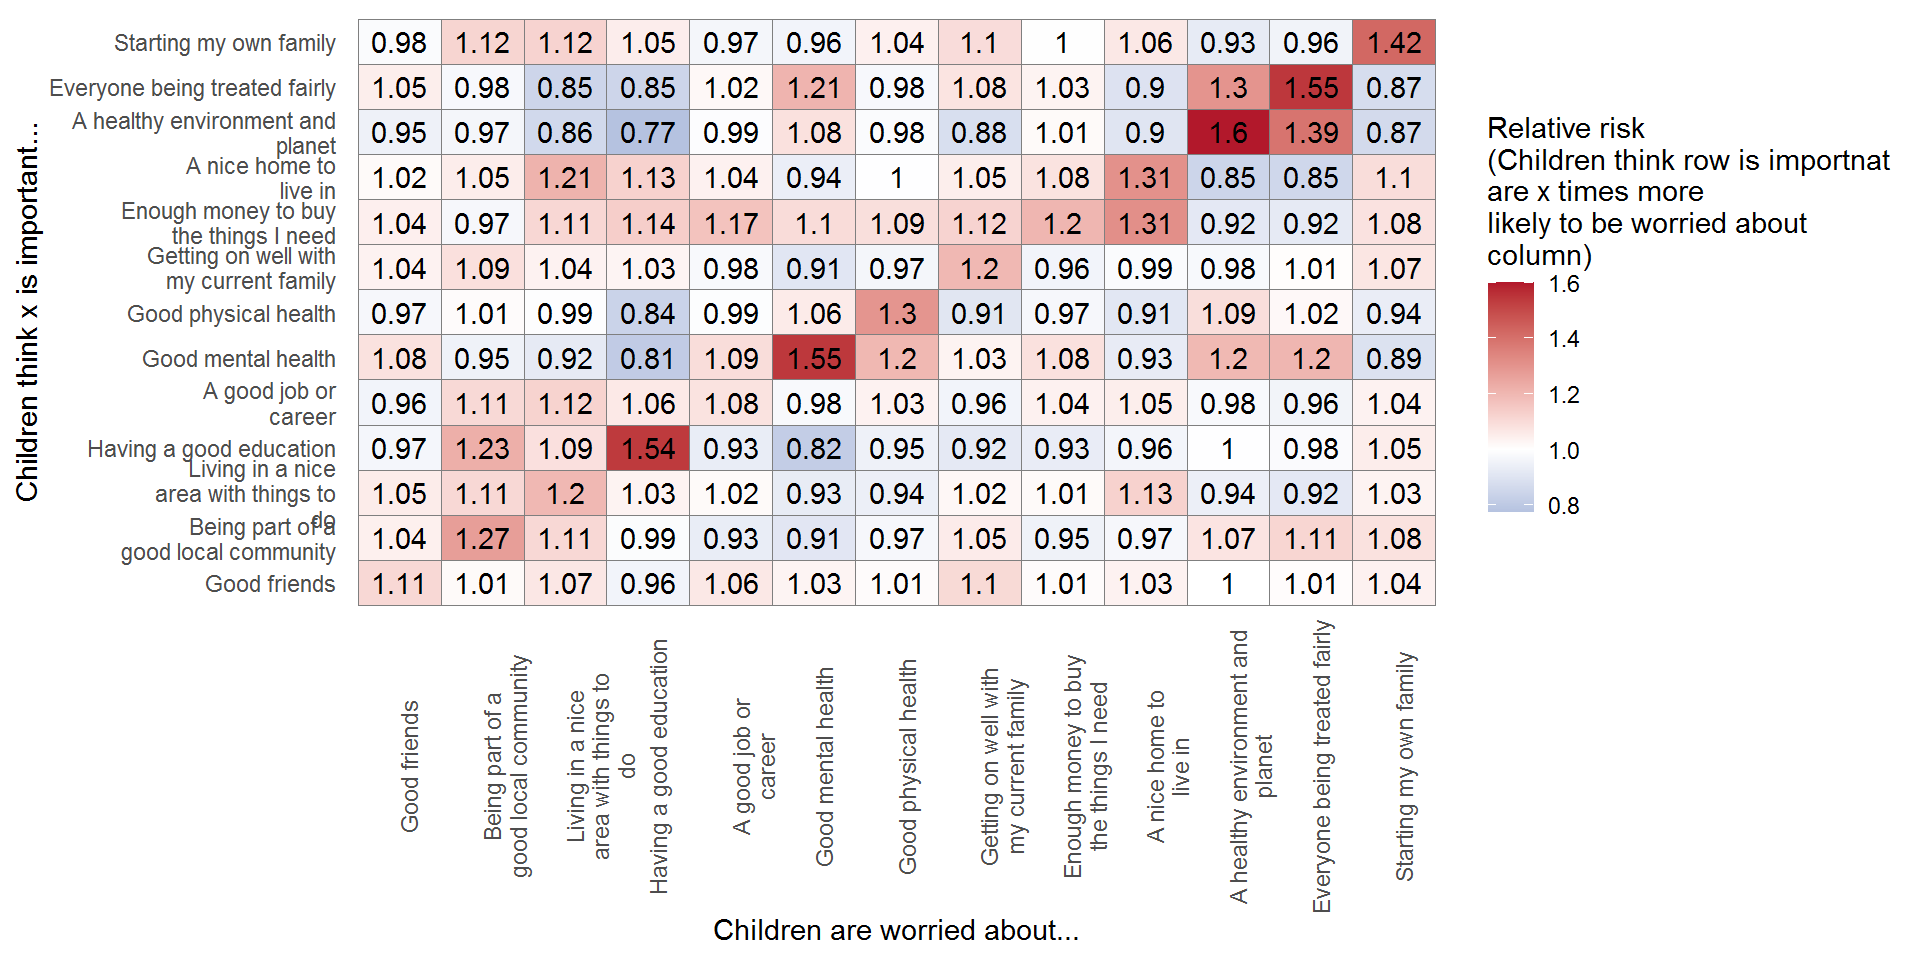 Starting my own family 0.98 1.12 1.12 1.05 0.97 0.96 1.04 1.1 1 1.06 0.93 0.96 1.42
Everyone being treated fairly 1.05 0.98 0.85 0.85 1.02 1.21 0.98 1.08 1.03 0.9 1.3 1.55 0.87
A healthy environment and
planet
0.95 0.97 0.86 0.77 0.99 1.08 0.98 0.88 1.01 0.9 1.6 1.39 0.87
A nice home to
live in
1.02 1.05 1.21 1.13 1.04 0.94 1 1.05 1.08 1.31 0.85 0.85 1.1
Enough money to buy
the things I need
1.04 0.97 1.11 1.14 1.17 1.1 1.09 1.12 1.2 1.31 0.92 0.92 1.08
Getting on well with
my current family
1.04 1.09 1.04 1.03 0.98 0.91 0.97 1.2 0.96 0.99 0.98 1.01 1.07
Good physical health 0.97 1.01 0.99 0.84 0.99 1.06 1.3 0.91 0.97 0.91 1.09 1.02 0.94
Good mental health 1.08 0.95 0.92 0.81 1.09 1.55 1.2 1.03 1.08 0.93 1.2 1.2 0.89
A good job or
career
0.96 1.11 1.12 1.06 1.08 0.98 1.03 0.96 1.04 1.05 0.98 0.96 1.04
Having a good education 0.97 1.23 1.09 1.54 0.93 0.82 0.95 0.92 0.93 0.96 1 0.98 1.05
Living in a nice
area with things to
do
1.05 1.11 1.2 1.03 1.02 0.93 0.94 1.02 1.01 1.13 0.94 0.92 1.03
Being part of a
good local community
1.04 1.27 1.11 0.99 0.93 0.91 0.97 1.05 0.95 0.97 1.07 1.11 1.08
Good friends 1.11 1.01 1.07 0.96 1.06 1.03 1.01 1.1 1.01 1.03 1 1.01 1.04
Children think x is important...
Good friends
Being part of a
good local community
Living in a nice
area with things to
do
Having a good education
A good job or
career
Good mental health
Good physical health
Getting on well with
my current family
Enough money to buy
the things I need
A nice home to
live in
A healthy environment and
planet
Everyone being treated fairly
Starting my own family
Children are worried about...
Relative risk
(Children think row is importnat
are x times more
likely to be worried about
column)
1.6
1.4
1.2
1.0
0.8